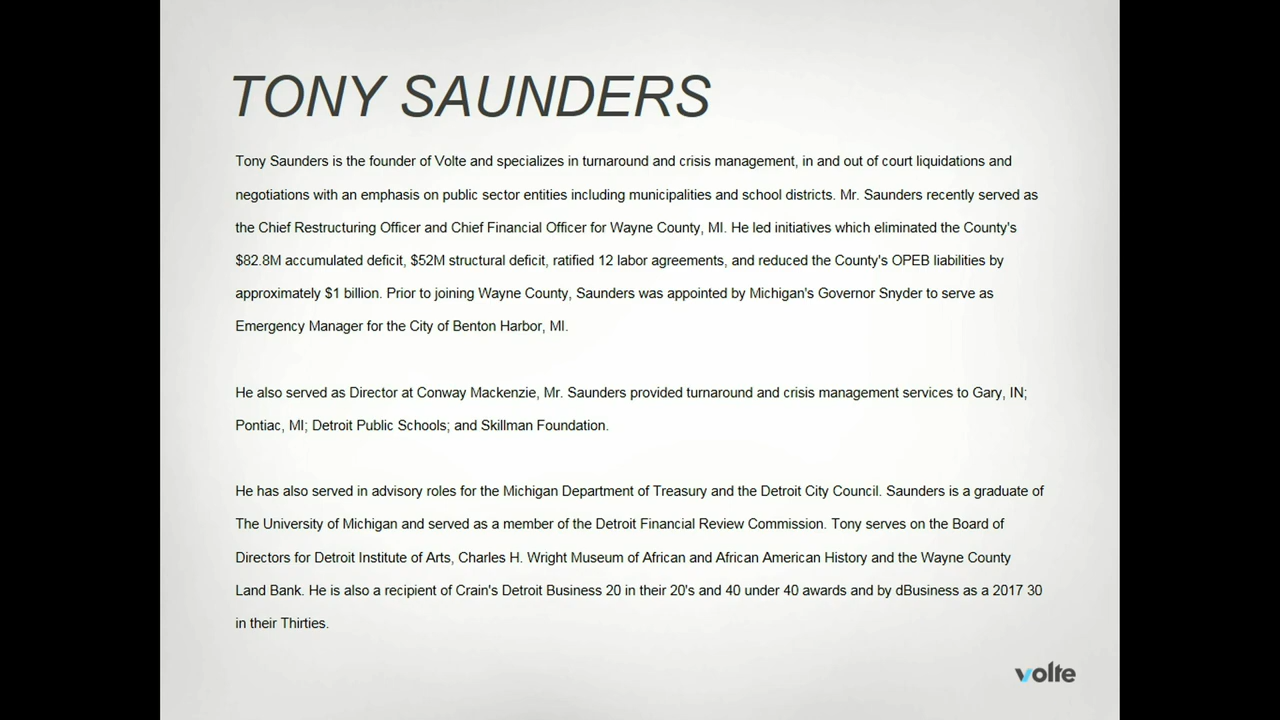 TONY SAUNDERS
Tony Saunders is the founder of Volte and specializes in turnaround and crisis management, in and out of court liquidations and
negotiations with an emphasis on public sector entities including municipalities and school districts. Mr. Saunders recently served as
the Chief Restructuring Officer and Chief Financial Officer for Wayne County, MI. He led initiatives which eliminated the County's
$82.8M accumulated deficit, $52M structural deficit, ratified 12 labor agreements, and reduced the County's OPEB liabilities by
approximately $1 billion. Prior to joining Wayne County, Saunders was appointed by Michigan's Governor Snyder to serve as
Emergency Manager for the City of Benton Harbor, MI.
He also served as Director at Conway Mackenzie, Mr. Saunders provided turnaround and crisis management services to Gary, IN;
Pontiac, MI; Detroit Public Schools; and Skillman Foundation.
He has also served in advisory roles for the Michigan Department of Treasury and the Detroit City Council. Saunders is a graduate of
The University of Michigan and served as a member of the Detroit Financial Review Commission. Tony serves on the Board of
Directors for Detroit Institute of Arts, Charles H. Wright Museum of African and African American History and the Wayne County
Land Bank. He is also a recipient of Crain's Detroit Business 20 in their 20's and 40 under 40 awards and by dBusiness as a 2017 30
in their Thirties.
volte